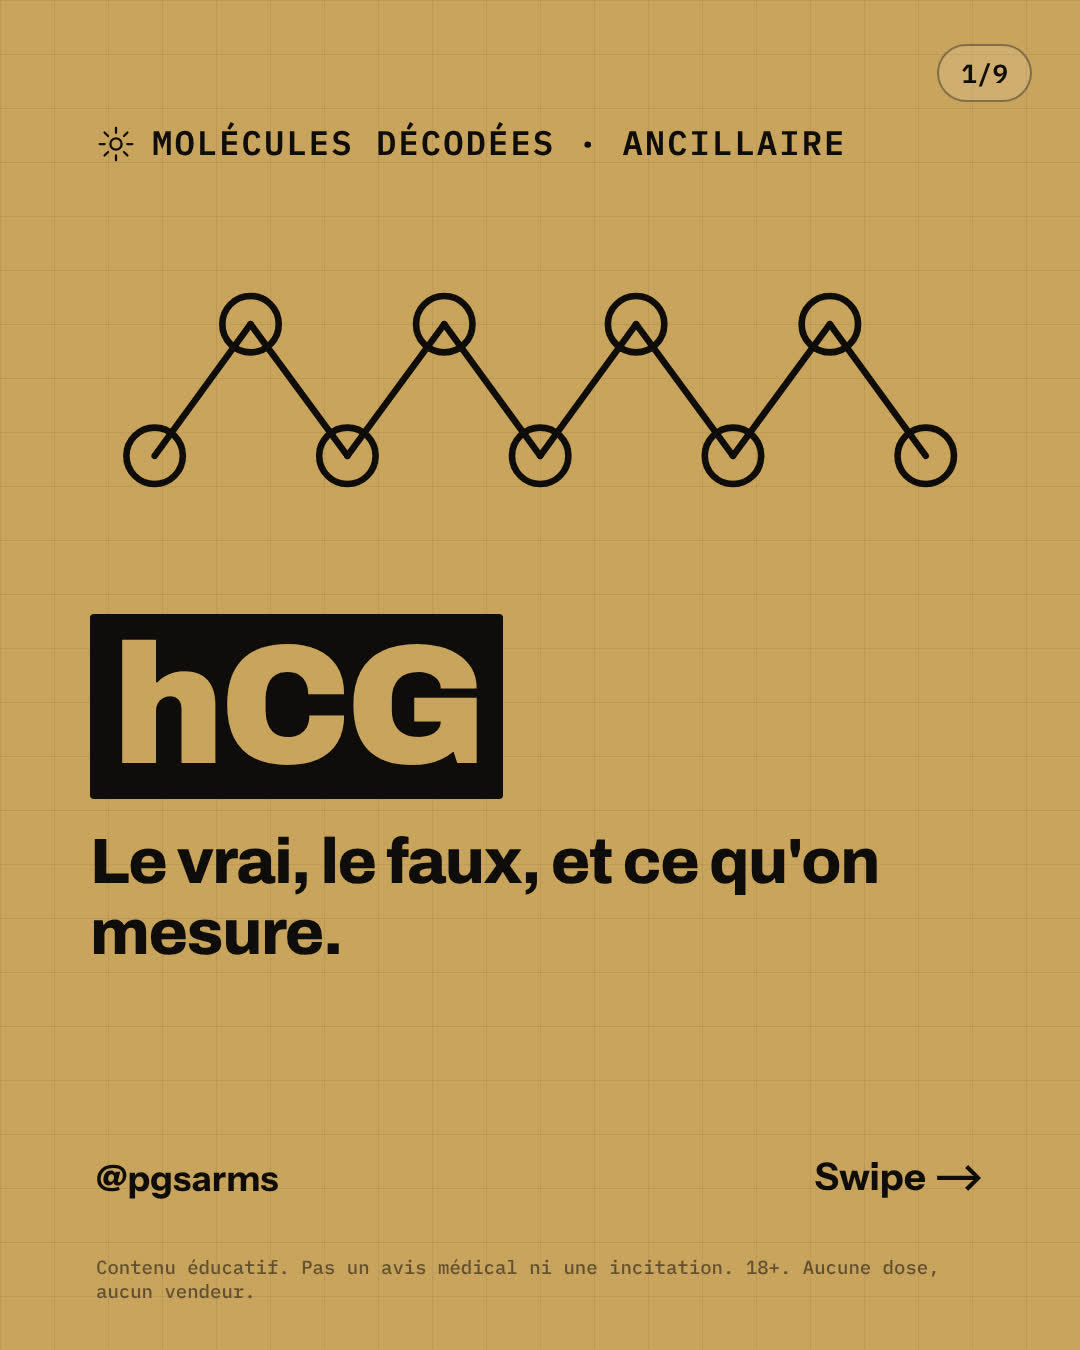 1/9
MOLÉCULES DÉCODÉES · ANCILLAIRE
hCG
Le vrai, le faux, et ce qu'on
mesure.
@pgsarms
Swipe →
Contenu éducatif. Pas un avis médical ni une incitation. 18+. Aucune dose,
aucun vendeur.